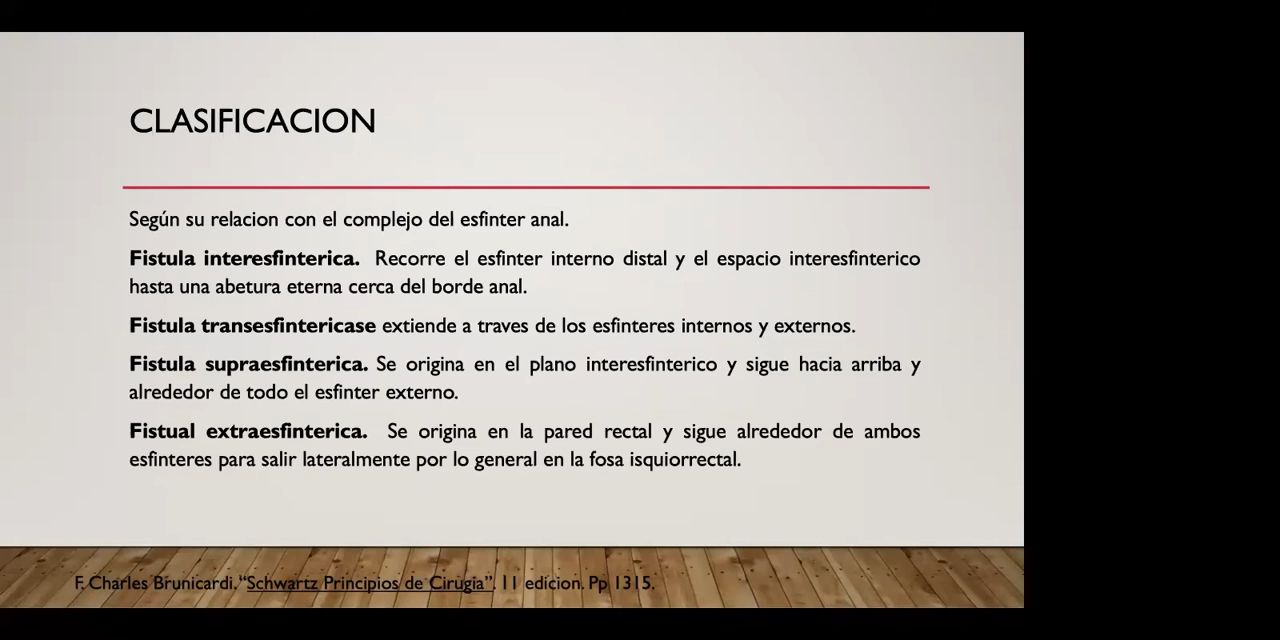 CLASIFICACION
Según su relacion con el complejo del esfinter anal.
Fistula interesfinterica. Recorre el esfinter interno distal y el espacio interesfinterico
hasta una abetura eterna cerca del borde anal.
Fistula transesfintericase extiende a traves de los esfinteres internos y externos.
Fistula supraesfinterica. Se origina en el plano interesfinterico y sigue hacia arriba y
alrededor de todo el esfinter externo.
Fistual extraesfinterica. Se origina en la pared rectal y sigue alrededor de ambos
esfinteres para salir lateralmente por lo general en la fosa isquiorrectal.
F. Charles Brunicardi. “Schwartz Principios de Cirugia”. 11 edicion. Pp 1315.